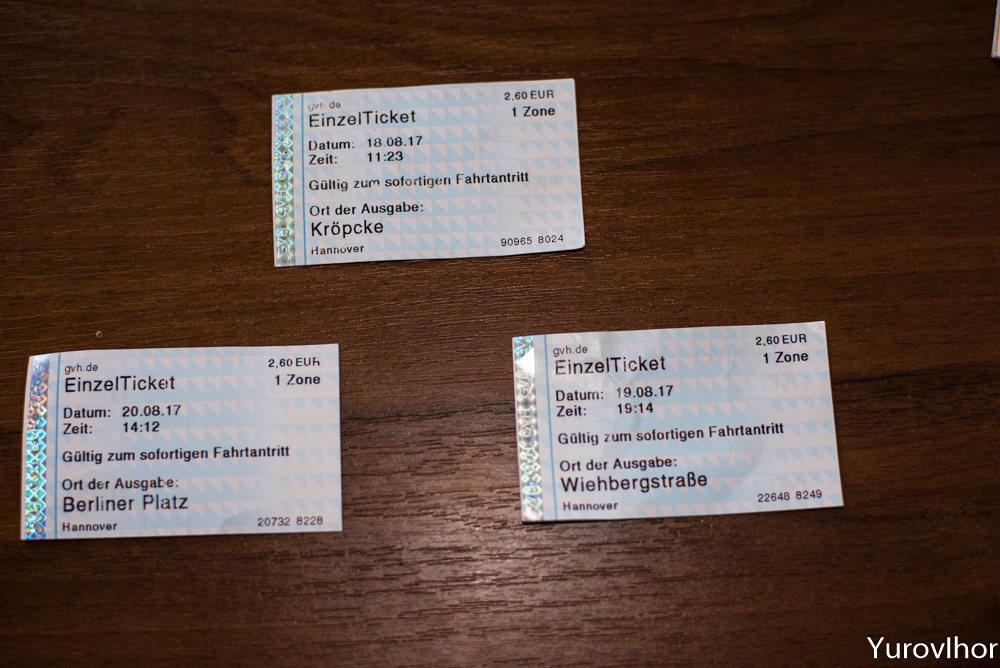 gvh.de
2,60 EUR
EinzelTicket
1 Zone
Datum: 18.08.17
Zeit: 11:23
Gültig zum sofortigen Fahrtantritt
Ort der Ausgabe:
Kröpcke
Hannover
90965 8024
gvh.de
2,60 EUR
EinzelTicket
1 Zone
Datum: 20.08.17
Zeit: 14:12
Gültig zum sofortigen Fahrtantritt
Ort der Ausgabe:
Berliner Platz
Hannover
20732 8228
gvh.de
2,60 EUR
EinzelTicket
1 Zone
Datum: 19.08.17
Zeit: 19:14
Gültig zum sofortigen Fahrtantritt
Ort der Ausgabe:
Wiehbergstraße
Hannover
22648 8249
YurovIhor